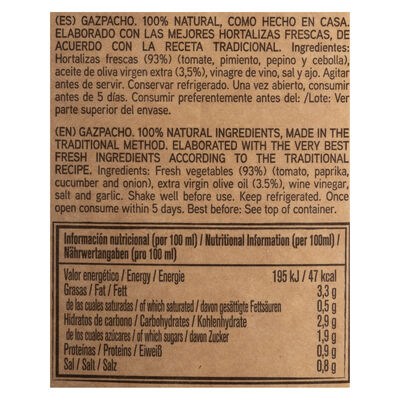 (ES) GAZPACHO. 100% NATURAL, COMO HECHO EN CASA.
ELABORADO CON LAS MEJORES HORTALIZAS FRESCAS, DE
ACUERDO CON LA RECETA TRADICIONAL. Ingredientes:
Hortalizas frescas (93%) (tomate, pimiento, pepino y cebolla),
aceite de oliva virgen extra (3,5%), vinagre de vino, sal y ajo. Agitar
antes de servir. Conservar refrigerado. Una vez abierto, consumir
antes de 5 días. Consumir preferentemente antes del: /Lote: Ver
parte superior del envase.
(EN) GAZPACHO. 100% NATURAL INGREDIENTS, MADE IN THE
TRADITIONAL METHOD. ELABORATED WITH THE VERY BEST
FRESH INGREDIENTS ACCORDING TO THE TRADITIONAL
RECIPE. Ingredients: Fresh vegetables (93%) (tomato, paprika,
cucumber and onion), extra virgin olive oil (3.5%), wine vinegar,
salt and garlic. Shake well before use. Keep refrigerated. Once
open consume within 5 days. Best before: See top of container.
Información nutricional (por 100 ml) / Nutritional Information (per 100ml) /
Nährwertangaben (pro 100 ml)
Valor energético / Energy / Energie 195 kJ / 47 kcal
Grasas / Fat / Fett 3,3 g
de las cuales saturadas / of which saturated / davon gesättigte Fettsäuren 0,5 g
Hidratos de carbono / Carbohydrates / Kohlenhydrate 2,9 g
de los cuales azúcares / of which sugars / davon Zucker 1,9 g
Proteínas / Proteins / Eiweiß 0,9 g
Sal / Salt / Salz 0,8 g